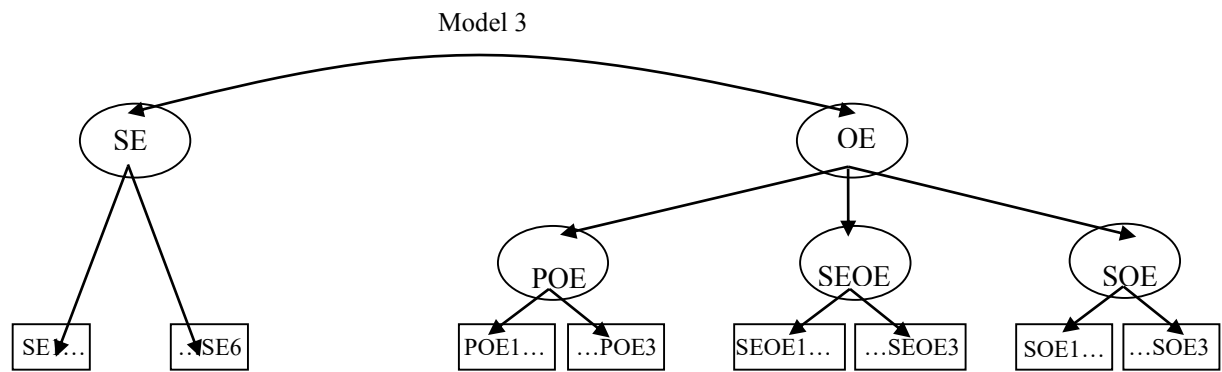 Model 3
SE
OE
POE
SEOE
SOE
SE1…
…SE6
POE1…
…POE3
SEOE1…
…SEOE3
SOE1…
…SOE3